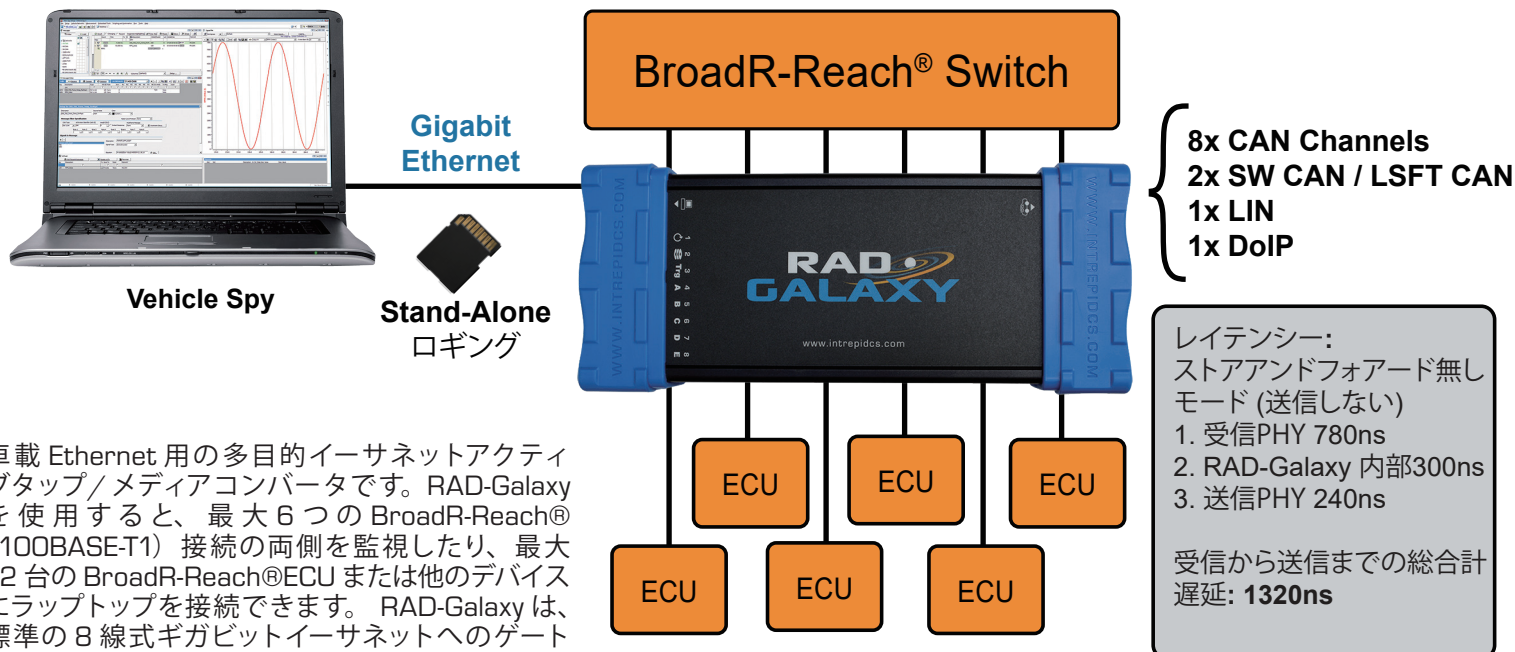 BroadR-Reach® Switch
Gigabit
Ethernet
8x CAN Channels
2x SW CAN / LSFT CAN
1x LIN
1x DoIP
Vehicle Spy
Stand-Alone
ロギング
WWW.INTREPIDCS.COM
1
2
Trg 3
A 4
B 5
C 6
D 7
E 8
RAD
GALAXY
www.intrepidcs.com
WWW.INTREPIDCS.COM
レイテンシー:
ストアアンドフォアード無し
モード (送信しない)
1. 受信PHY 780ns
2. RAD-Galaxy 内部300ns
3. 送信PHY 240ns
受信から送信までの総合計
遅延: 1320ns
ECU
ECU
ECU
ECU
ECU
ECU
車載 Ethernet 用の多目的イーサネットアクティ
ブタップ/メディアコンバータです。RAD-Galaxy
を使用すると、最大6つの BroadR-Reach®
100BASE-T1）接続の両側を監視したり、最大
2 台の BroadR-Reach®ECU または他のデバイス
にラップトップを接続できます。 RAD-Galaxy は、
標準の 8 線式ギガビットイーサネットへのゲート